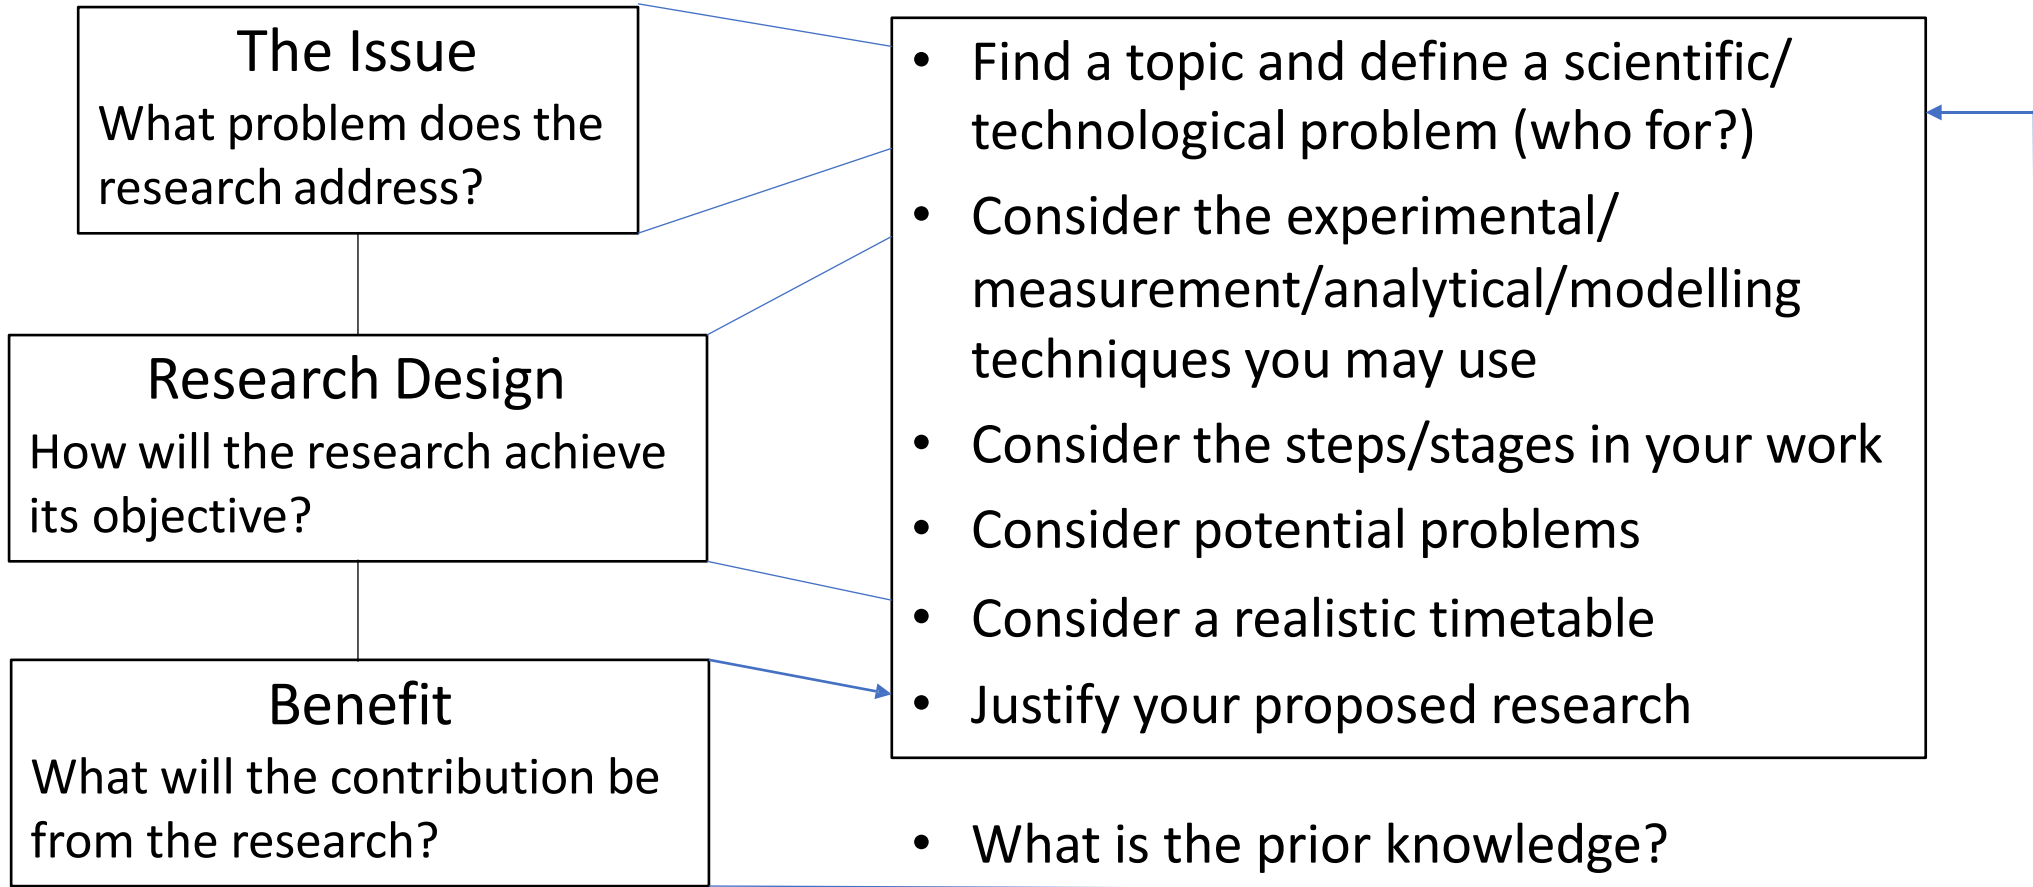 The Issue
What problem does the
research address?
Research Design
How will the research achieve
its objective?
Benefit
What will the contribution be
from the research?
• Find a topic and define a scientific/
technological problem (who for?)
• Consider the experimental/
measurement/analytical/modelling
techniques you may use
• Consider the steps/stages in your work
• Consider potential problems
• Consider a realistic timetable
• Justify your proposed research
• What is the prior knowledge?